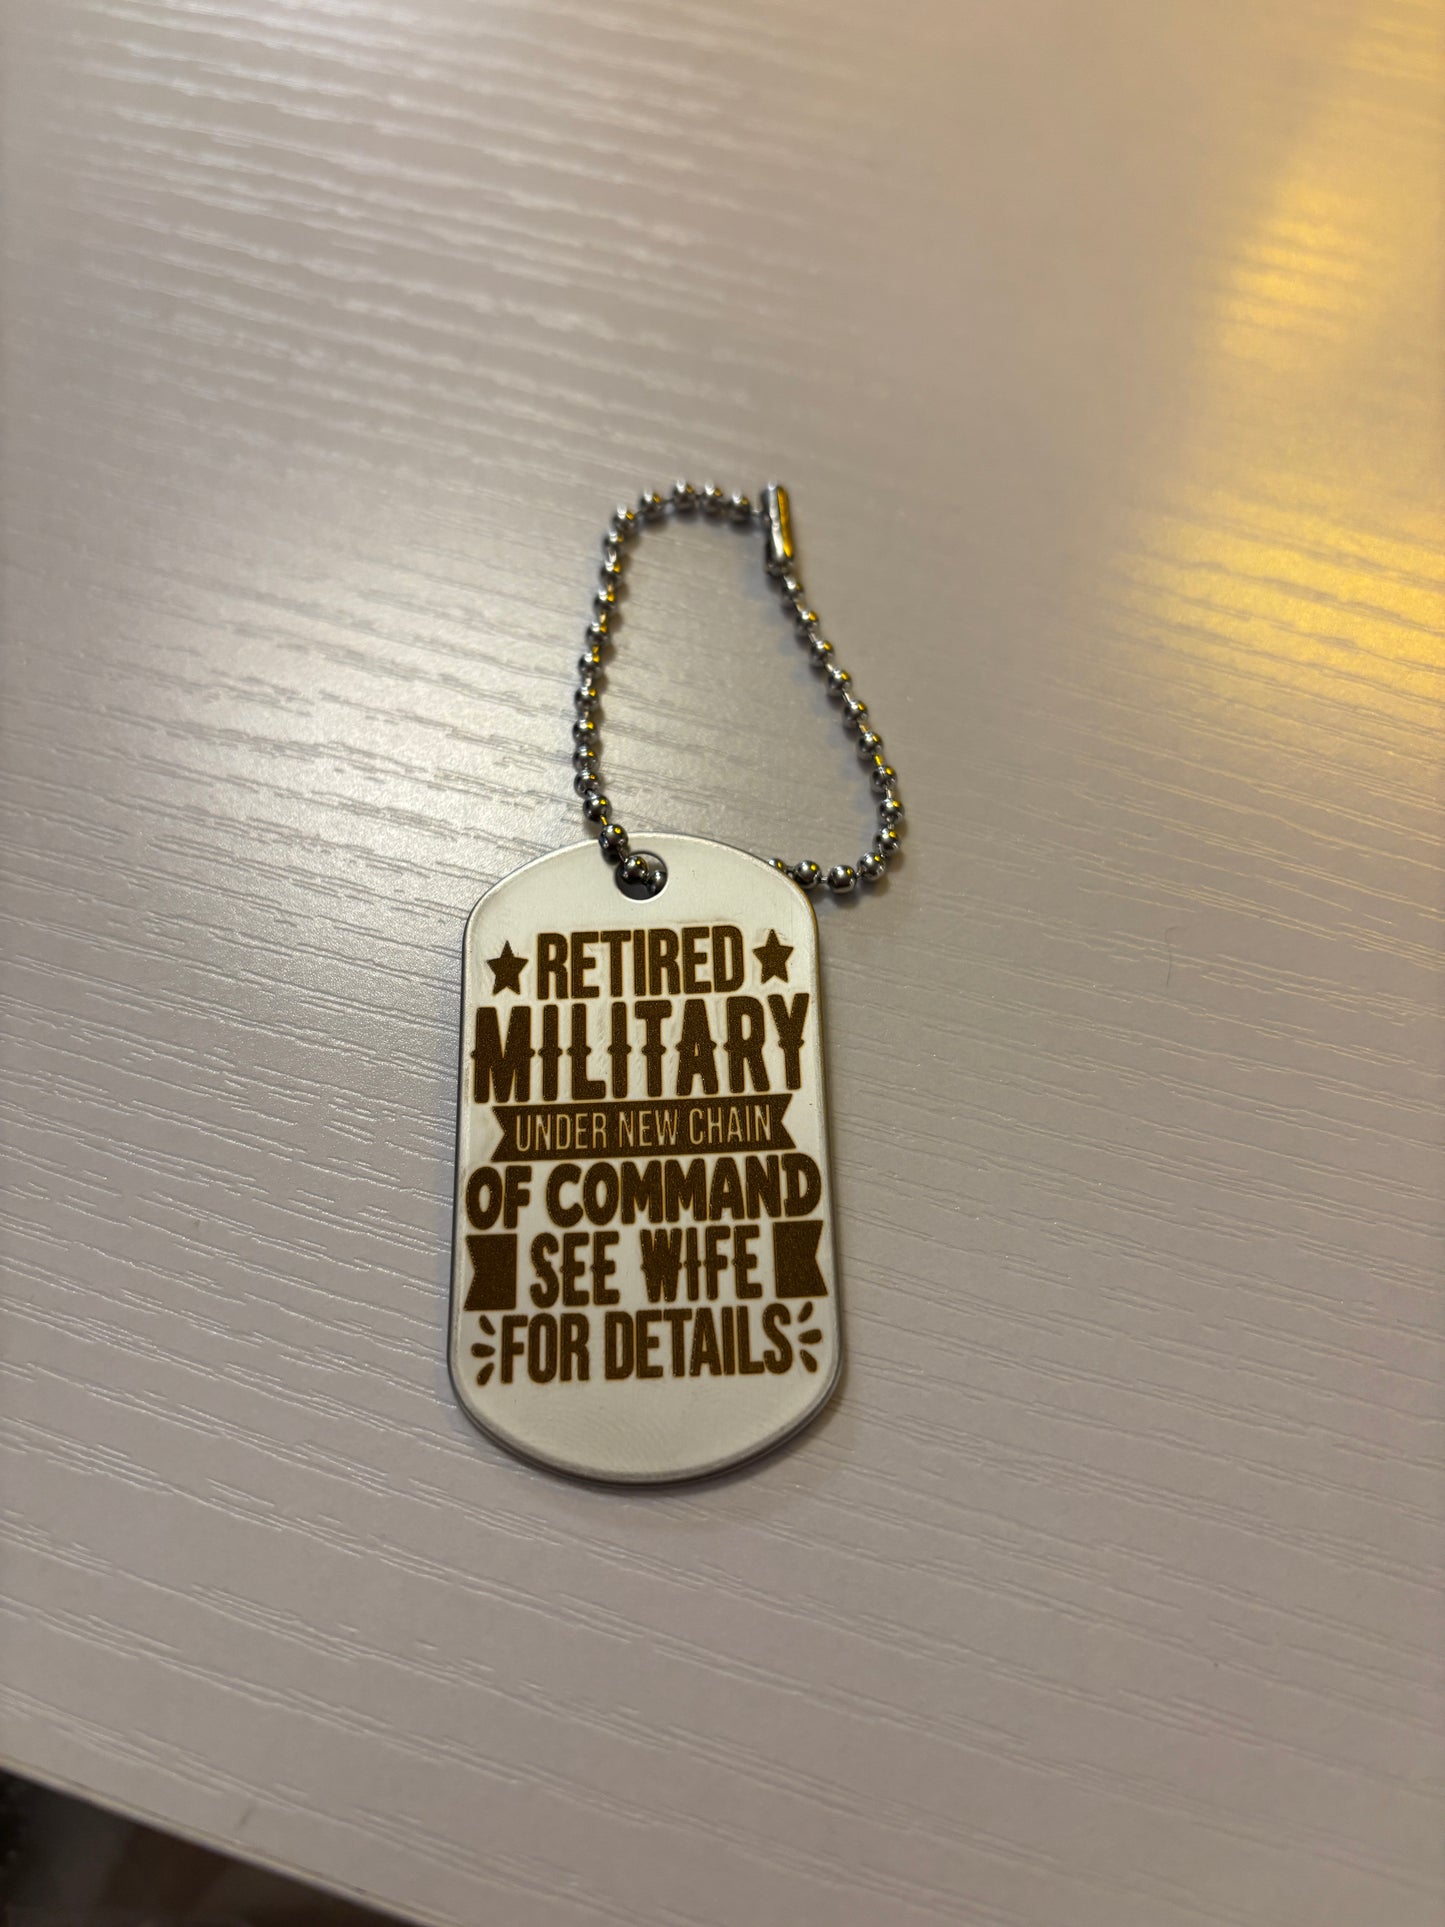 RETIRED
MILITARY
UNDER NEW CHAIN
OF COMMAND
SEE WIFE
FOR DETAILS